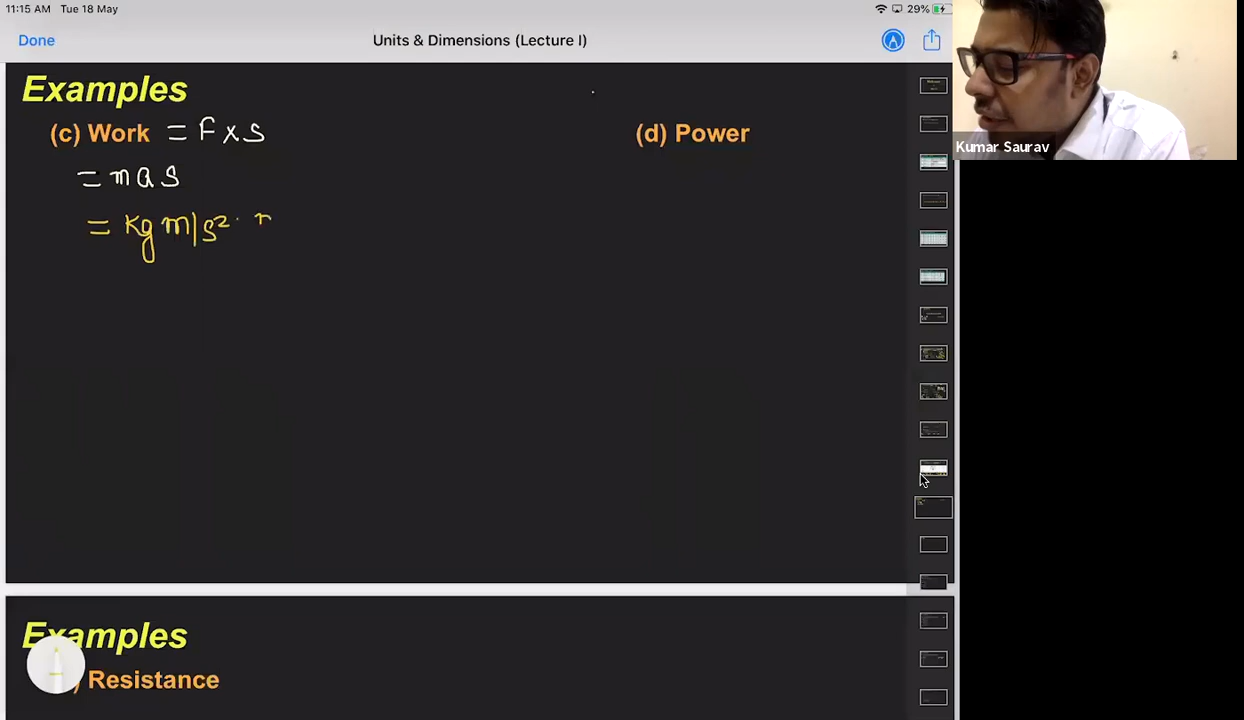 11:15 AM Tue 18 May 29%
Done Units & Dimensions (Lecture I)
Kumar Saurav
Examples
(c) Work = F x S (d) Power
= m a s
= kg m/s² ·
Examples
Resistance